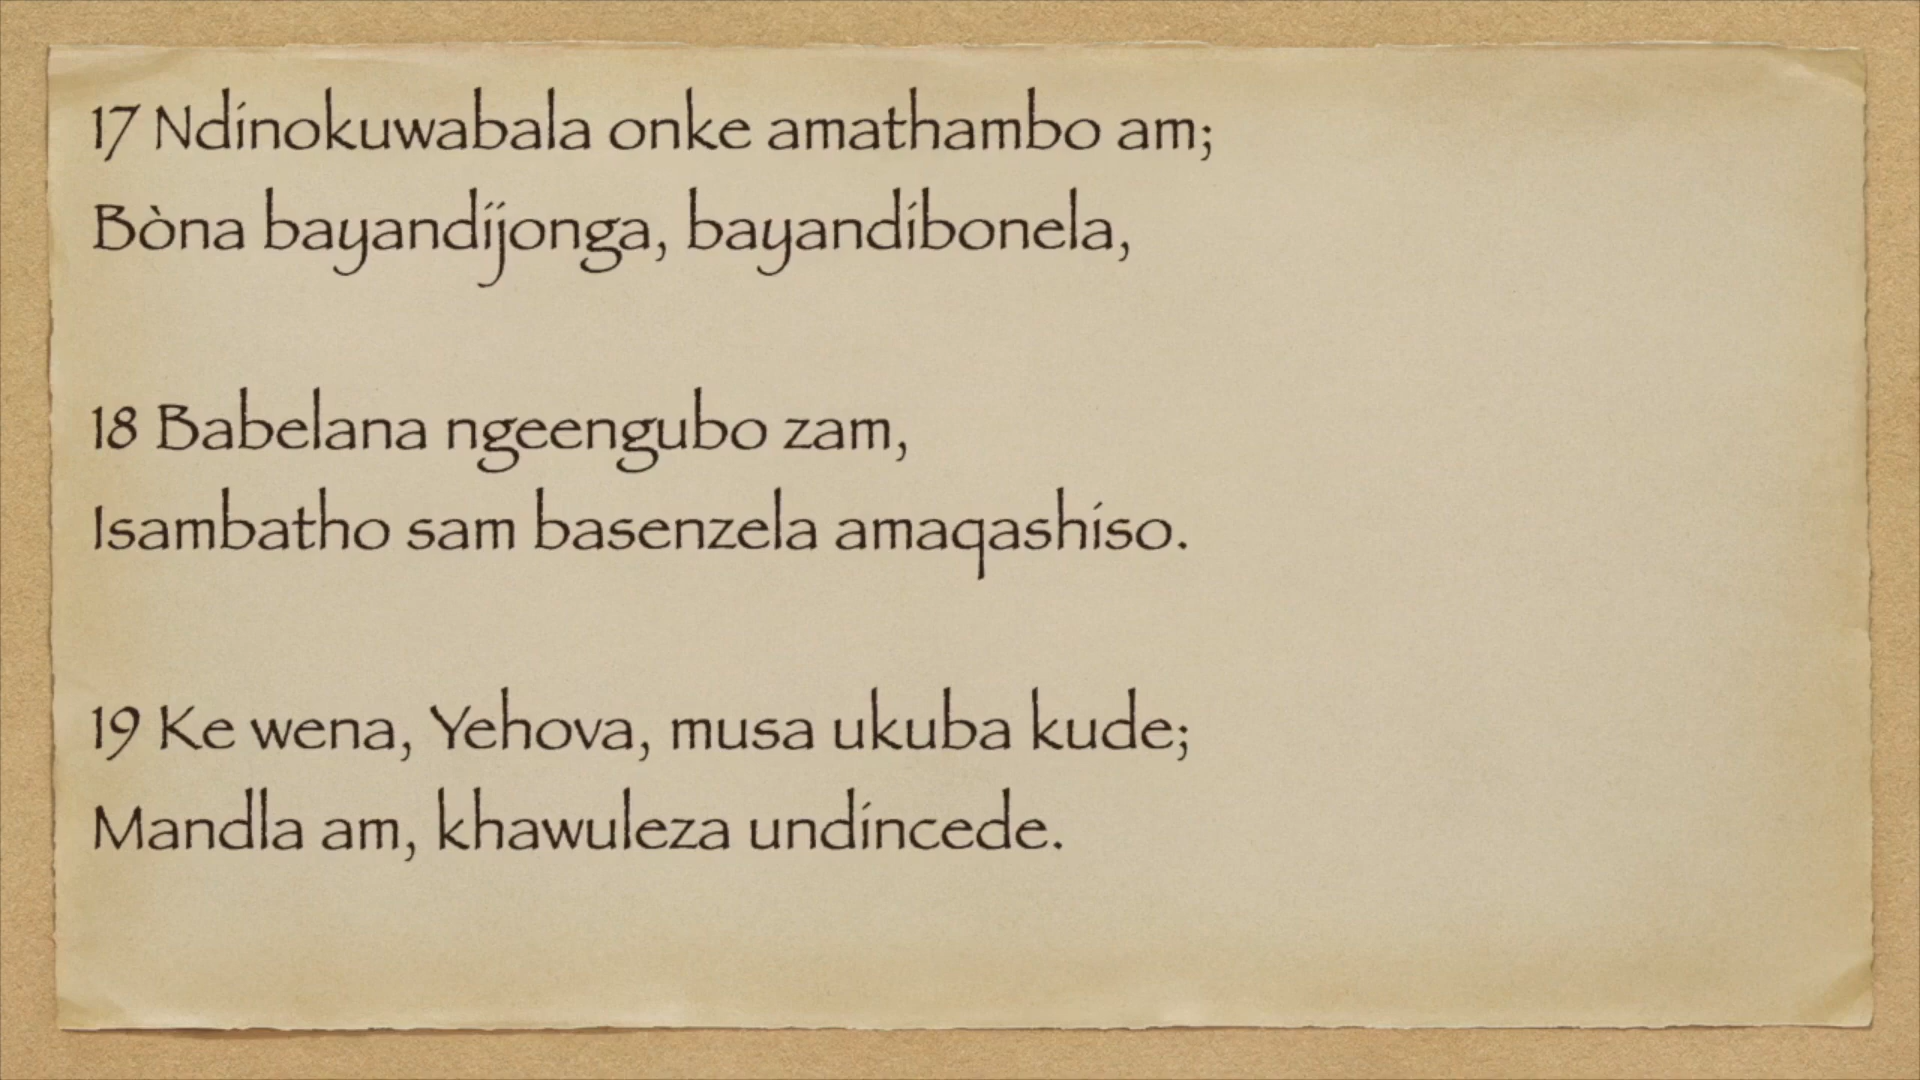 17 Ndinokuwabala onke amathambo am;
Bòna bayandijonga, bayandibonela,
18 Babelana ngeengubo zam,
Isambatho sam basenzela amaqashiso.
19 Ke wena, Yehova, musa ukuba kude;
Mandla am, khawuleza undincede.